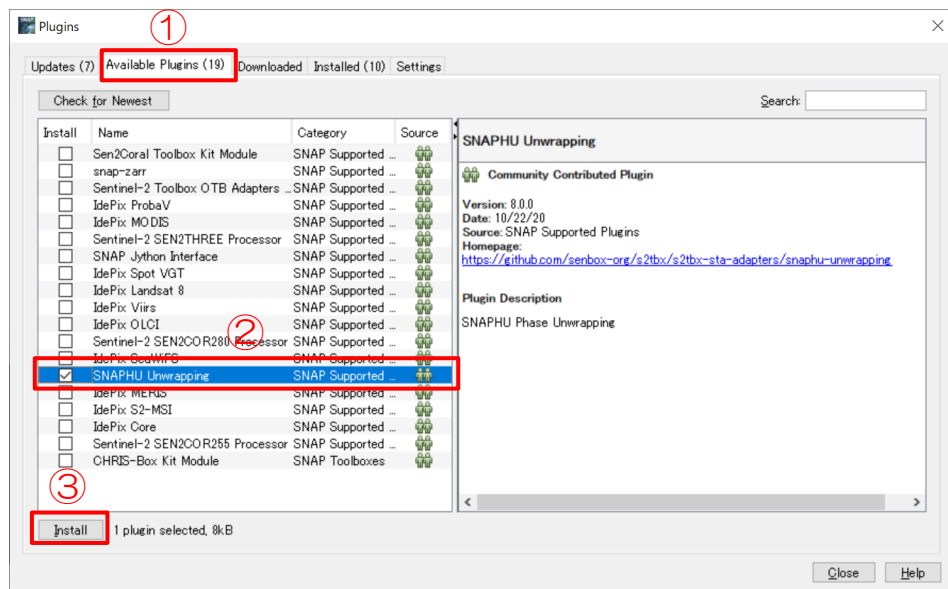 SNAP Plugins
①
Updates (7) Available Plugins (19) Downloaded Installed (10) Settings
Check for Newest
Search:
Install Name Category Source
Sen2Coral Toolbox Kit Module SNAP Supported ...
snap-zarr SNAP Supported ...
Sentinel-2 Toolbox OTB Adapters ... SNAP Supported ...
IdePix ProbaV SNAP Supported ...
IdePix MODIS SNAP Supported ...
Sentinel-2 SEN2THREE Processor SNAP Supported ...
SNAP Jython Interface SNAP Supported ...
IdePix Spot VGT SNAP Supported ...
IdePix Landsat 8 SNAP Supported ...
IdePix Viirs SNAP Supported ...
IdePix OLCI SNAP Supported ...
②
Sentinel-2 SEN2COR280 Processor SNAP Supported ...
IdePix SeaWiFS SNAP Supported ...
SNAPHU Unwrapping SNAP Supported ...
IdePix MERIS SNAP Supported ...
IdePix S2-MSI SNAP Supported ...
IdePix Core SNAP Supported ...
Sentinel-2 SEN2COR255 Processor SNAP Supported ...
CHRIS-Box Kit Module SNAP Toolboxes
③
Install 1 plugin selected, 8kB
SNAPHU Unwrapping
Community Contributed Plugin
Version: 8.0.0
Date: 10/22/20
Source: SNAP Supported Plugins
Homepage:
https://github.com/senbox-org/s2tbx/s2tbx-sta-adapters/snaphu-unwrapping
Plugin Description
SNAPHU Phase Unwrapping
Close Help